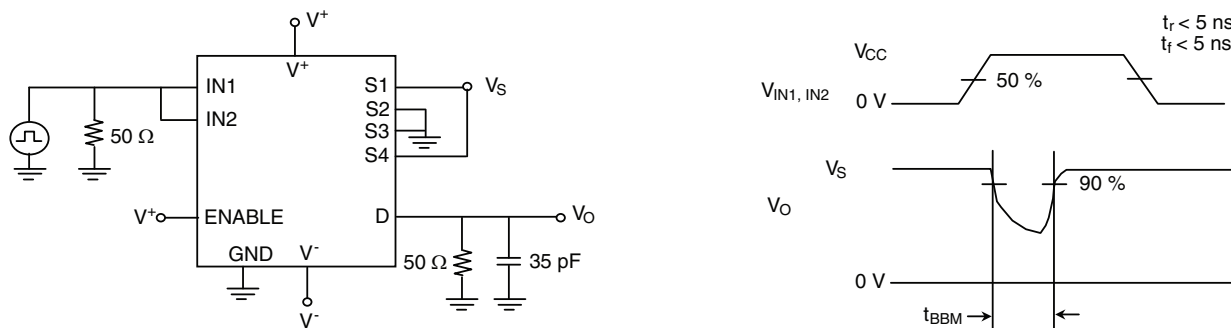 V+
V+
IN1
IN2
50 Ω
S1
S2
S3
S4
VS
V+
ENABLE
D
VO
GND
V-
50 Ω
35 pF
V-
tr < 5 ns
tf < 5 ns
VCC
50 %
VIN1, IN2
0 V
VS
90 %
VO
0 V
tBBM